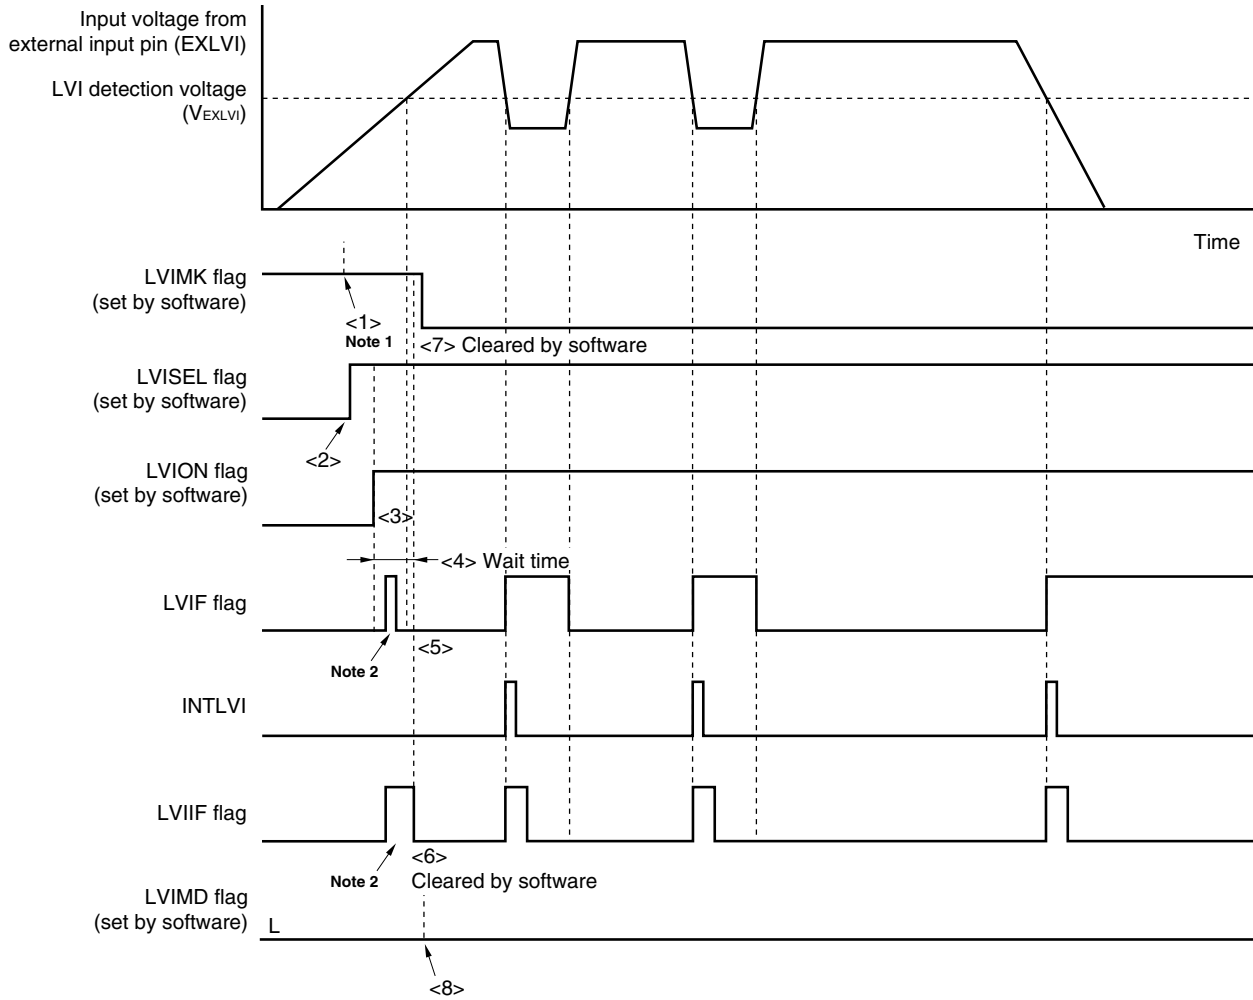 Input voltage from
external input pin (EXLVI)
LVI detection voltage
(VEXLVI)
Time
LVIMK flag
(set by software)
<1>
Note 1
<7> Cleared by software
LVISEL flag
(set by software)
<2>
LVION flag
(set by software)
<3>
<4> Wait time
LVIF flag
<5>
Note 2
INTLVI
LVIIF flag
<6>
Note 2
Cleared by software
LVIMD flag
(set by software)
L
<8>